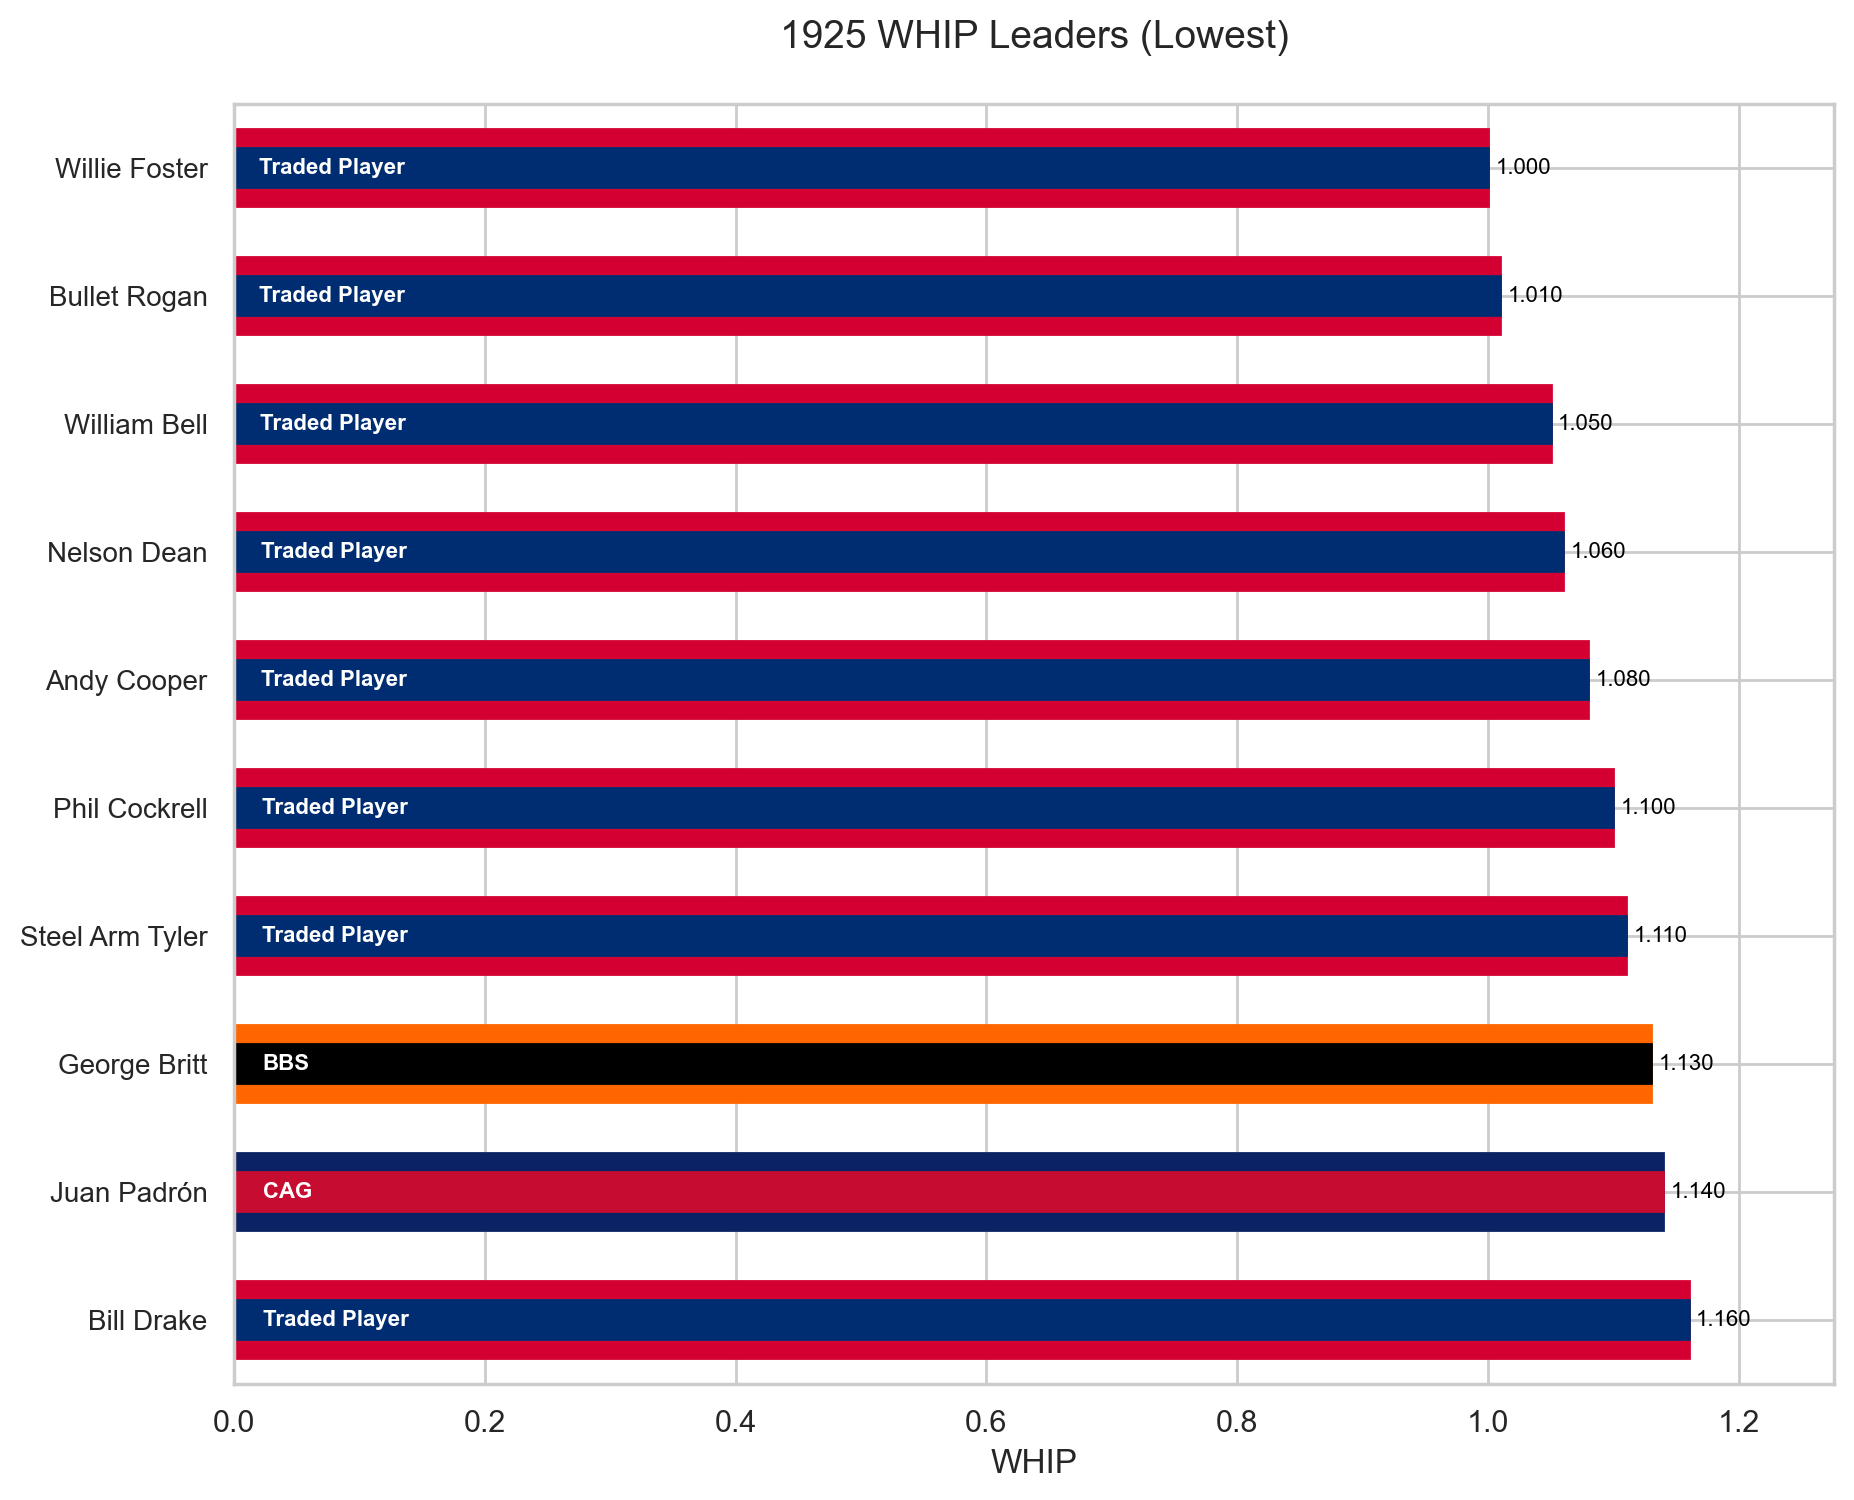 1925 WHIP Leaders (Lowest)
Willie Foster Traded Player 1.000
Bullet Rogan Traded Player 1.010
William Bell Traded Player 1.050
Nelson Dean Traded Player 1.060
Andy Cooper Traded Player 1.080
Phil Cockrell Traded Player 1.100
Steel Arm Tyler Traded Player 1.110
George Britt BBS 1.130
Juan Padrón CAG 1.140
Bill Drake Traded Player 1.160
0.0 0.2 0.4 0.6 0.8 1.0 1.2
WHIP